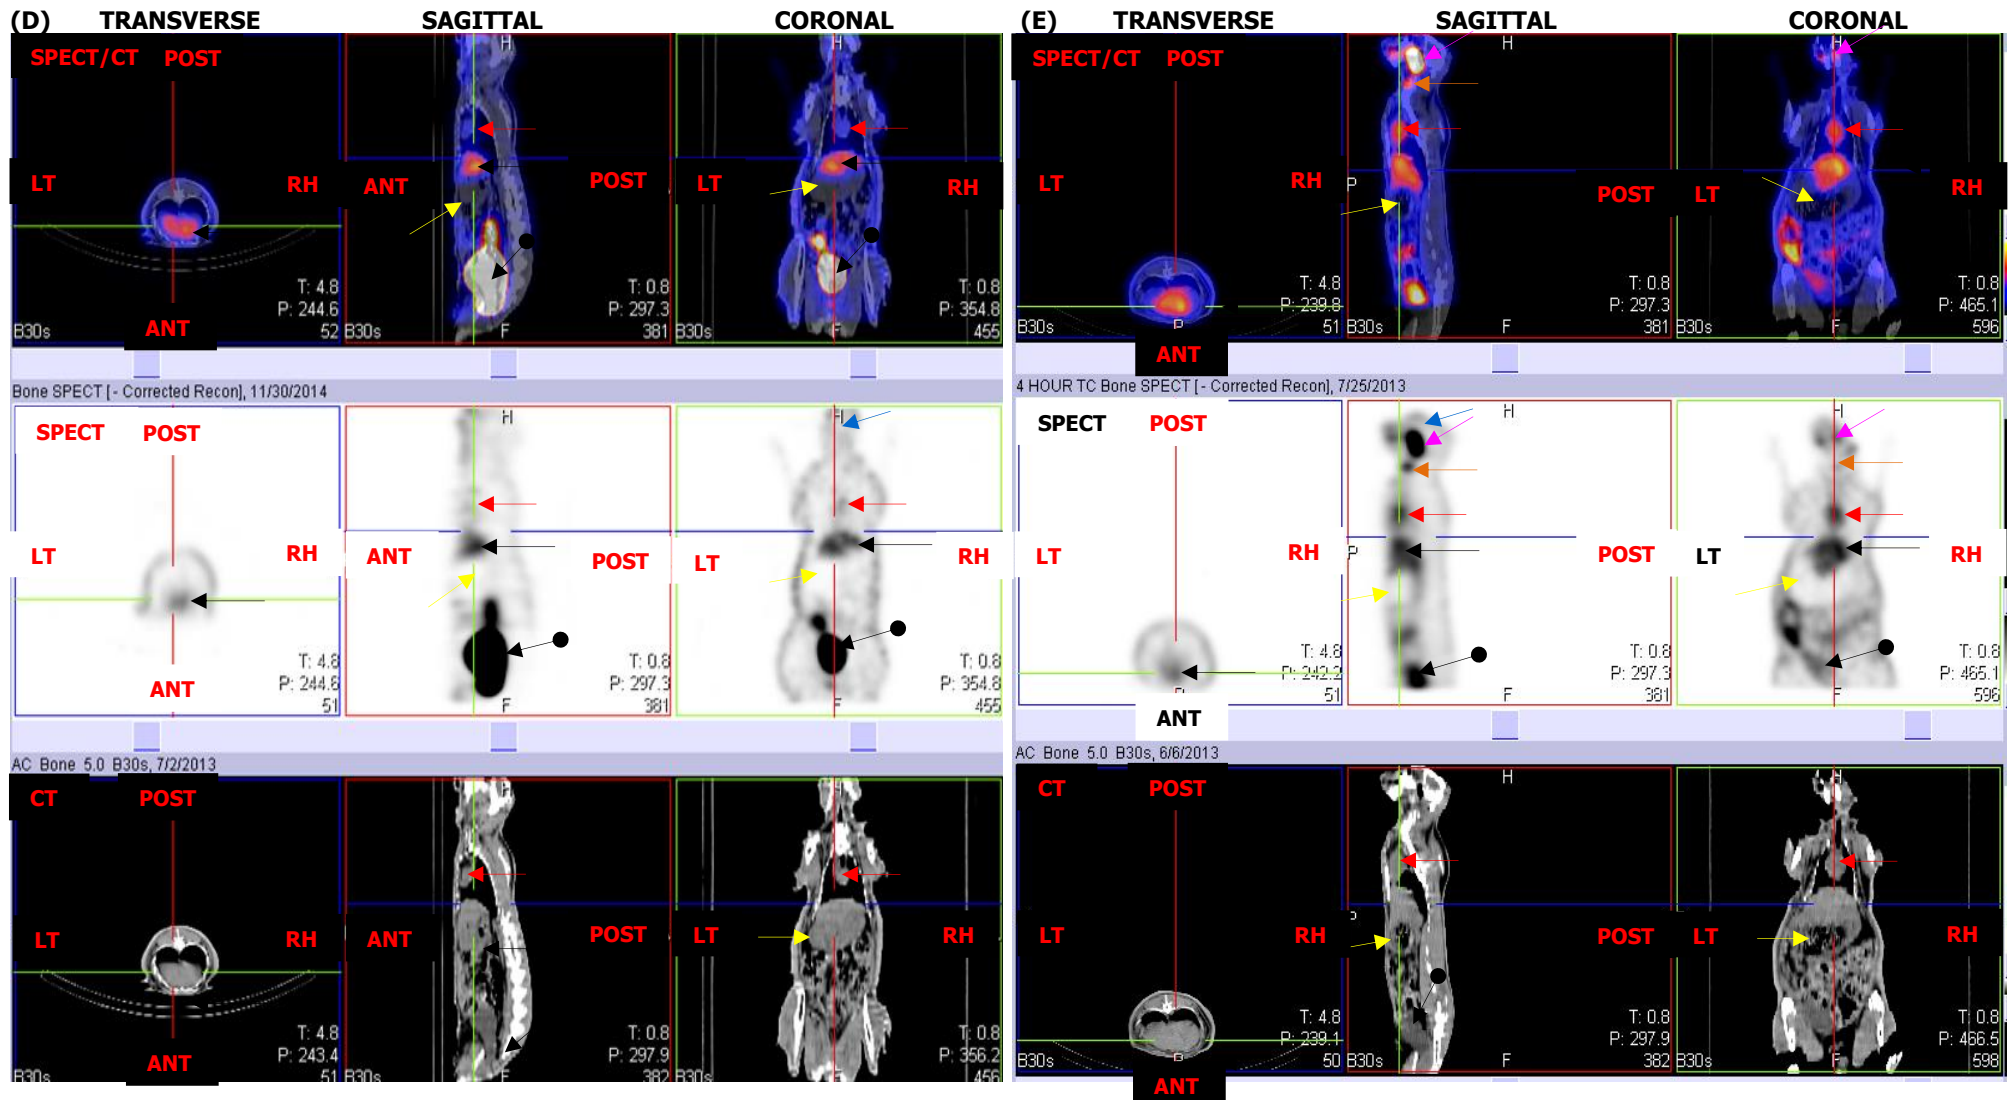 (D) TRANSVERSE SAGITTAL CORONAL
SPECT/CT POST H H
LT RH ANT POST LT RH
T: 4.8 T: 0.8 T: 0.8
P: 244.6 P: 297.3 P: 354.8
B30s 52 B30s F 381 B30s F 455
ANT
Bone SPECT [ - Corrected Recon], 11/30/2014
SPECT POST H H
LT RH ANT POST LT RH
T: 4.8 T: 0.8 T: 0.8
P: 244.6 P: 297.3 P: 354.8
ANT 51 F 381 F 455
AC Bone 5.0 B30s, 7/2/2013
CT POST H H
LT RH ANT POST LT RH
T: 4.8 T: 0.8 T: 0.8
P: 243.4 P: 297.9 P: 356.2
B30s 51 B30s F 382 B30s F 456
ANT
(E) TRANSVERSE SAGITTAL CORONAL
SPECT/CT POST H H
LT RH P POST LT RH
T: 4.8 T: 0.8 T: 0.8
P: 239.8 P: 297.3 P: 465.1
B30s P 51 B30s F 381 B30s F 596
ANT
4 HOUR TC Bone SPECT [ - Corrected Recon], 7/25/2013
SPECT POST H H
LT RH P POST LT RH
T: 4.8 T: 0.8 T: 0.8
P: 242.2 P: 297.3 P: 465.1
51 F 381 F 596
ANT
AC Bone 5.0 B30s, 6/6/2013
CT POST H H
LT RH P POST LT RH
T: 4.8 T: 0.8 T: 0.8
P: 239.1 P: 297.9 P: 466.5
B30s 50 B30s F 382 B30s F 598
ANT